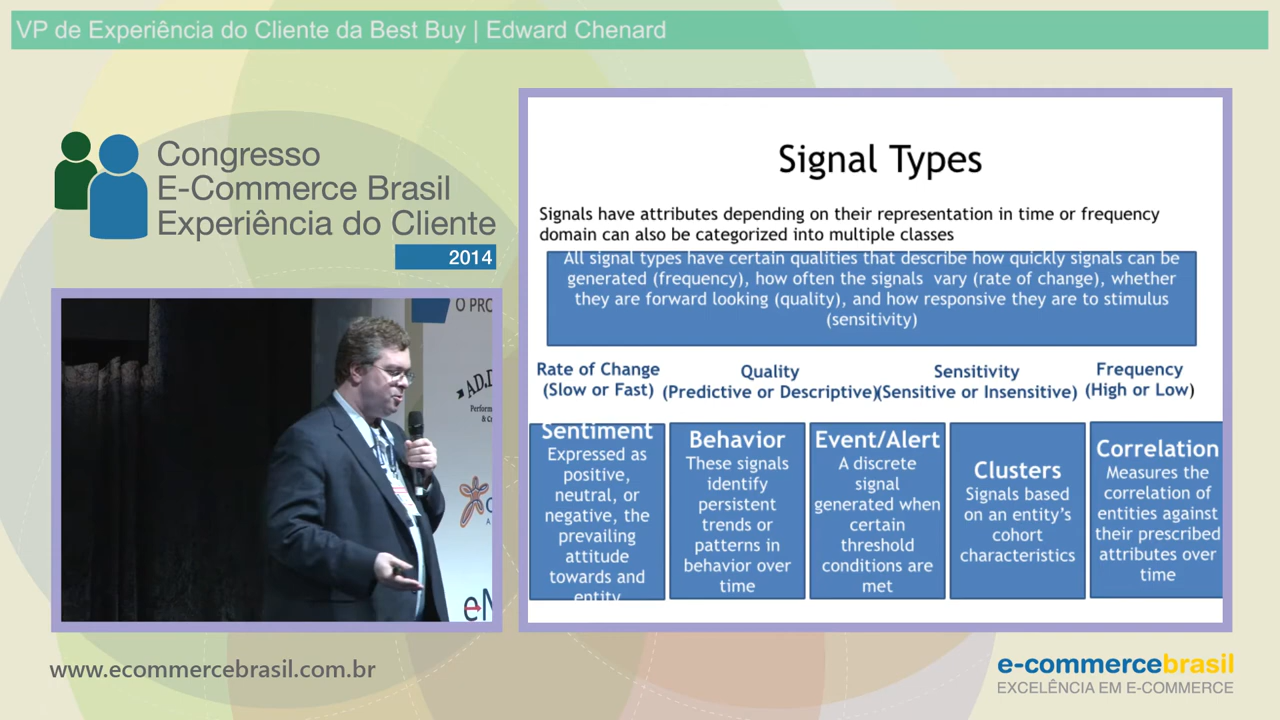 VP de Experiência do Cliente da Best Buy | Edward Chenard
Congresso
E-Commerce Brasil
Experiência do Cliente
2014
O PRO
AD.D
Perform
& C
eN
www.ecommercebrasil.com.br
Signal Types
Signals have attributes depending on their representation in time or frequency
domain can also be categorized into multiple classes
All signal types have certain qualities that describe how quickly signals can be
generated (frequency), how often the signals vary (rate of change), whether
they are forward looking (quality), and how responsive they are to stimulus
(sensitivity)
Rate of Change
(Slow or Fast)
Quality
(Predictive or Descriptive)
Sensitivity
(Sensitive or Insensitive)
Frequency
(High or Low)
Sentiment
Expressed as
positive,
neutral, or
negative, the
prevailing
attitude
towards and
entity
Behavior
These signals
identify
persistent
trends or
patterns in
behavior over
time
Event/Alert
A discrete
signal
generated when
certain
threshold
conditions are
met
Clusters
Signals based
on an entity's
cohort
characteristics
Correlation
Measures the
correlation of
entities against
their prescribed
attributes over
time
e-commercebrasil
EXCELÊNCIA EM E-COMMERCE